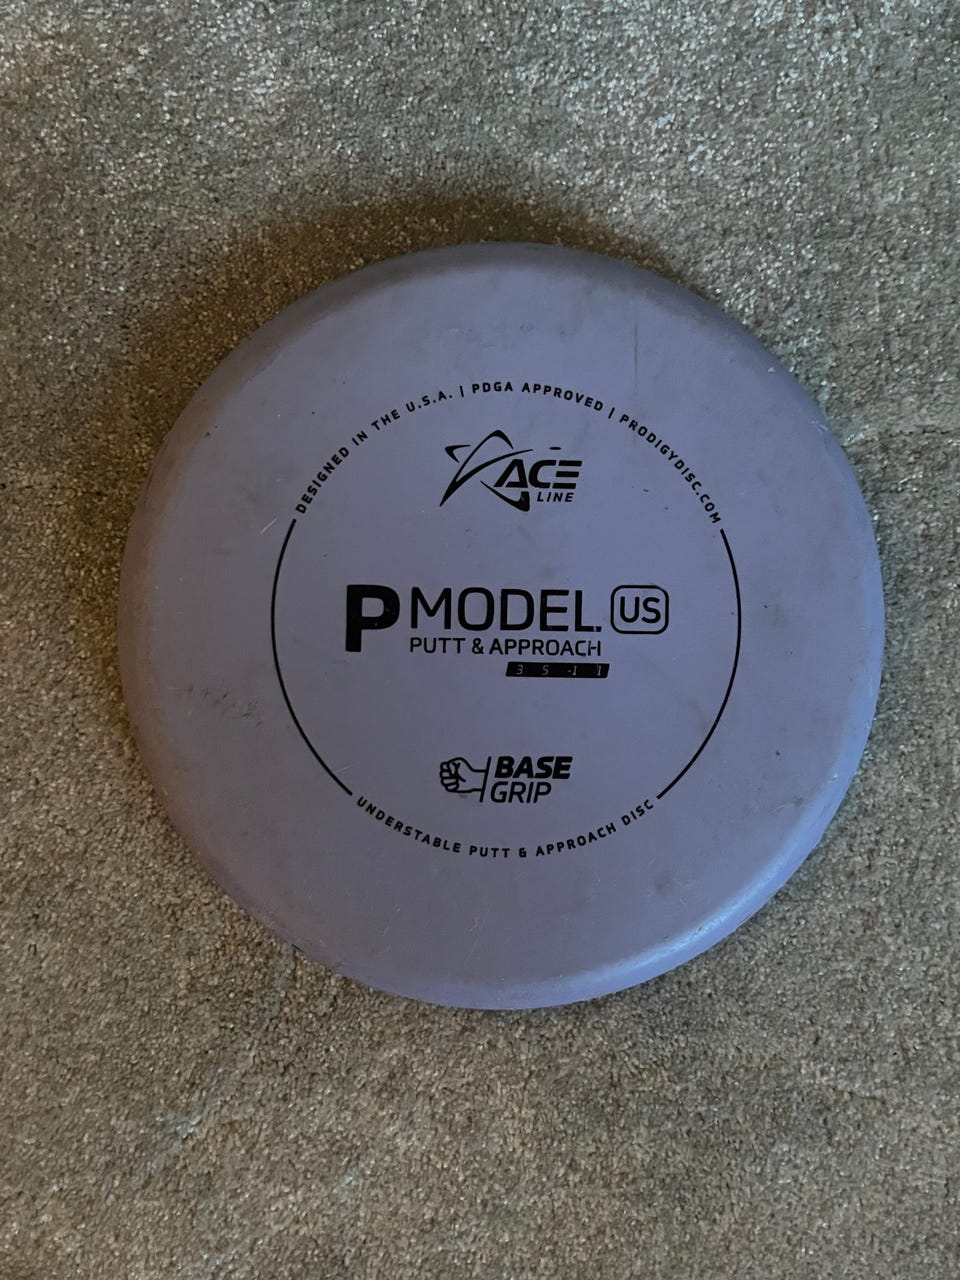 DESIGNED IN THE U.S.A. | PDGA APPROVED | PRODIGYDISC.COM
ACE
LINE
P MODEL US
PUTT & APPROACH
3 5 -1 1
BASE
GRIP
UNDERSTABLE PUTT & APPROACH DISC